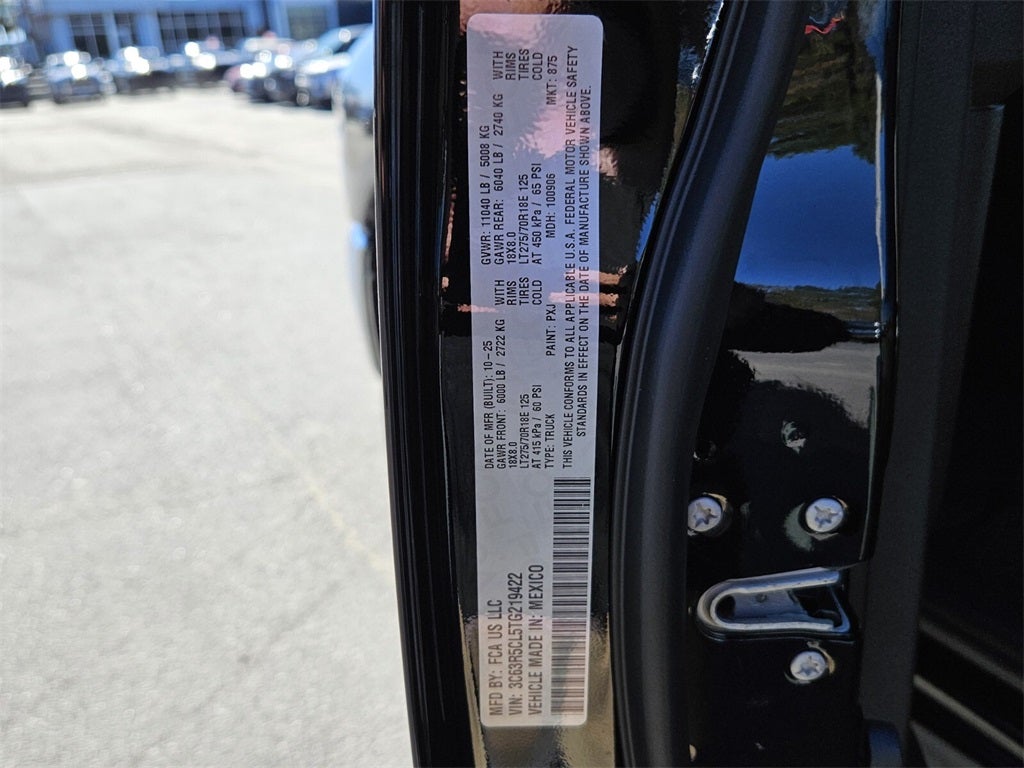 MFD BY: FCA US LLC
VIN: 3C63R5CL5TG219422
VEHICLE MADE IN: MEXICO
DATE OF MFR (BUILT): 10-25 GVWR: 11040 LB / 5008 KG
GAWR FRONT: 6000 LB / 2722 KG WITH GAWR REAR: 6040 LB / 2740 KG WITH
18X8.0 RIMS 18X8.0 RIMS
LT275/70R18E 125 TIRES LT275/70R18E 125 TIRES
AT 415 kPa / 60 PSI COLD AT 450 kPa / 65 PSI COLD
TYPE: TRUCK PAINT: PXJ MDH: 100906 MKT: 875
THIS VEHICLE CONFORMS TO ALL APPLICABLE U.S.A. FEDERAL MOTOR VEHICLE SAFETY
STANDARDS IN EFFECT ON THE DATE OF MANUFACTURE SHOWN ABOVE.